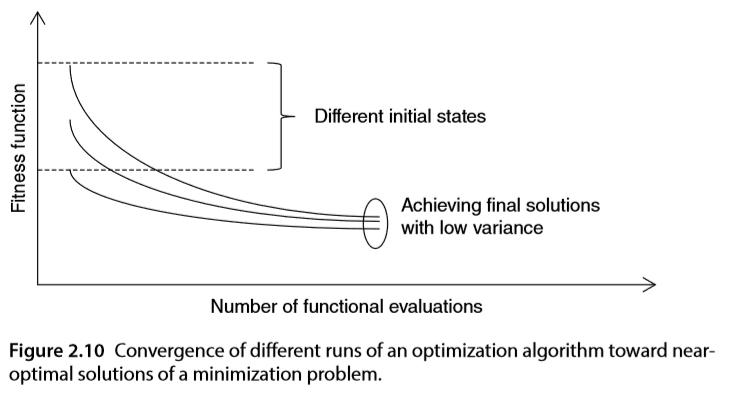 Fitness function
Different initial states
Achieving final solutions
with low variance
Number of functional evaluations
Figure 2.10 Convergence of different runs of an optimization algorithm toward near-
optimal solutions of a minimization problem.